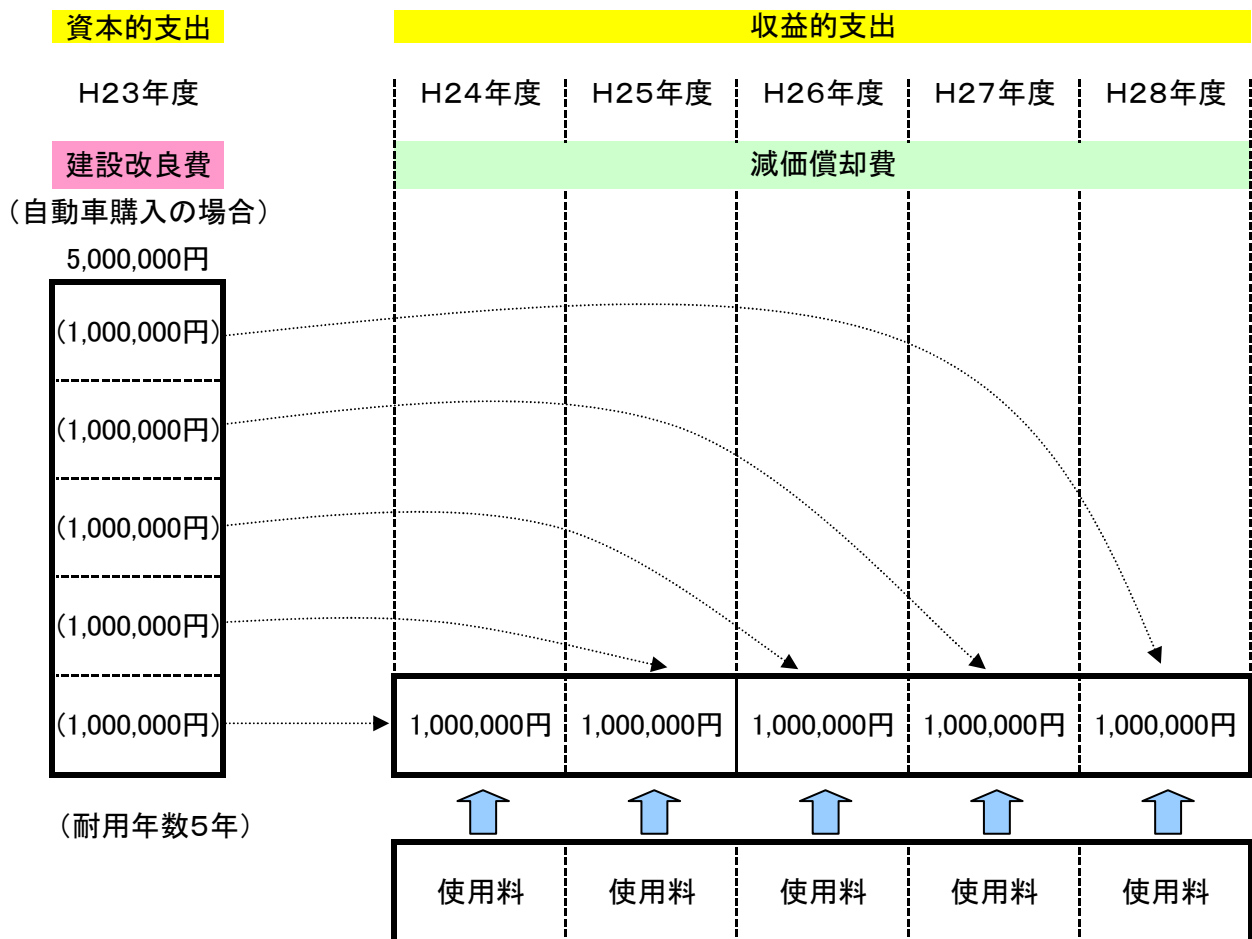 資本的支出 収益的支出
H23年度 H24年度 H25年度 H26年度 H27年度 H28年度
建設改良費 減価償却費
（自動車購入の場合）
5,000,000円
(1,000,000円)
(1,000,000円)
(1,000,000円)
(1,000,000円)
(1,000,000円) 1,000,000円 1,000,000円 1,000,000円 1,000,000円 1,000,000円
（耐用年数5年）
使用料 使用料 使用料 使用料 使用料